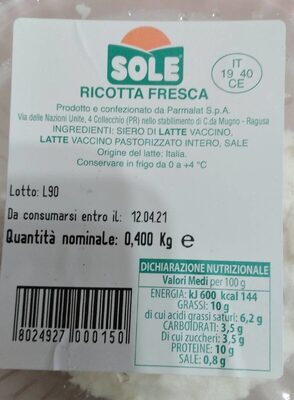 SOLE
IT
19 40
CE
RICOTTA FRESCA
Prodotto e confezionato da Parmalat S.p.A.
Via delle Nazioni Unite, 4 Collecchio (PR) nello stabilimento di C.da Mugno - Ragusa
INGREDIENTI: SIERO DI LATTE VACCINO,
LATTE VACCINO PASTORIZZATO INTERO, SALE
Origine del latte: Italia.
Conservare in frigo da 0 a +4 °C
Lotto: L90
Da consumarsi entro il: 12.04.21
Quantità nominale: 0,400 Kg e
DICHIARAZIONE NUTRIZIONALE
Valori Medi per 100 g
ENERGIA: kJ 600 kcal 144
GRASSI: 10 g
di cui acidi grassi saturi: 6,2 g
CARBOIDRATI: 3,5 g
Di cui zuccheri: 3,5 g
PROTEINE: 10 g
SALE: 0,8 g
8024927 000150